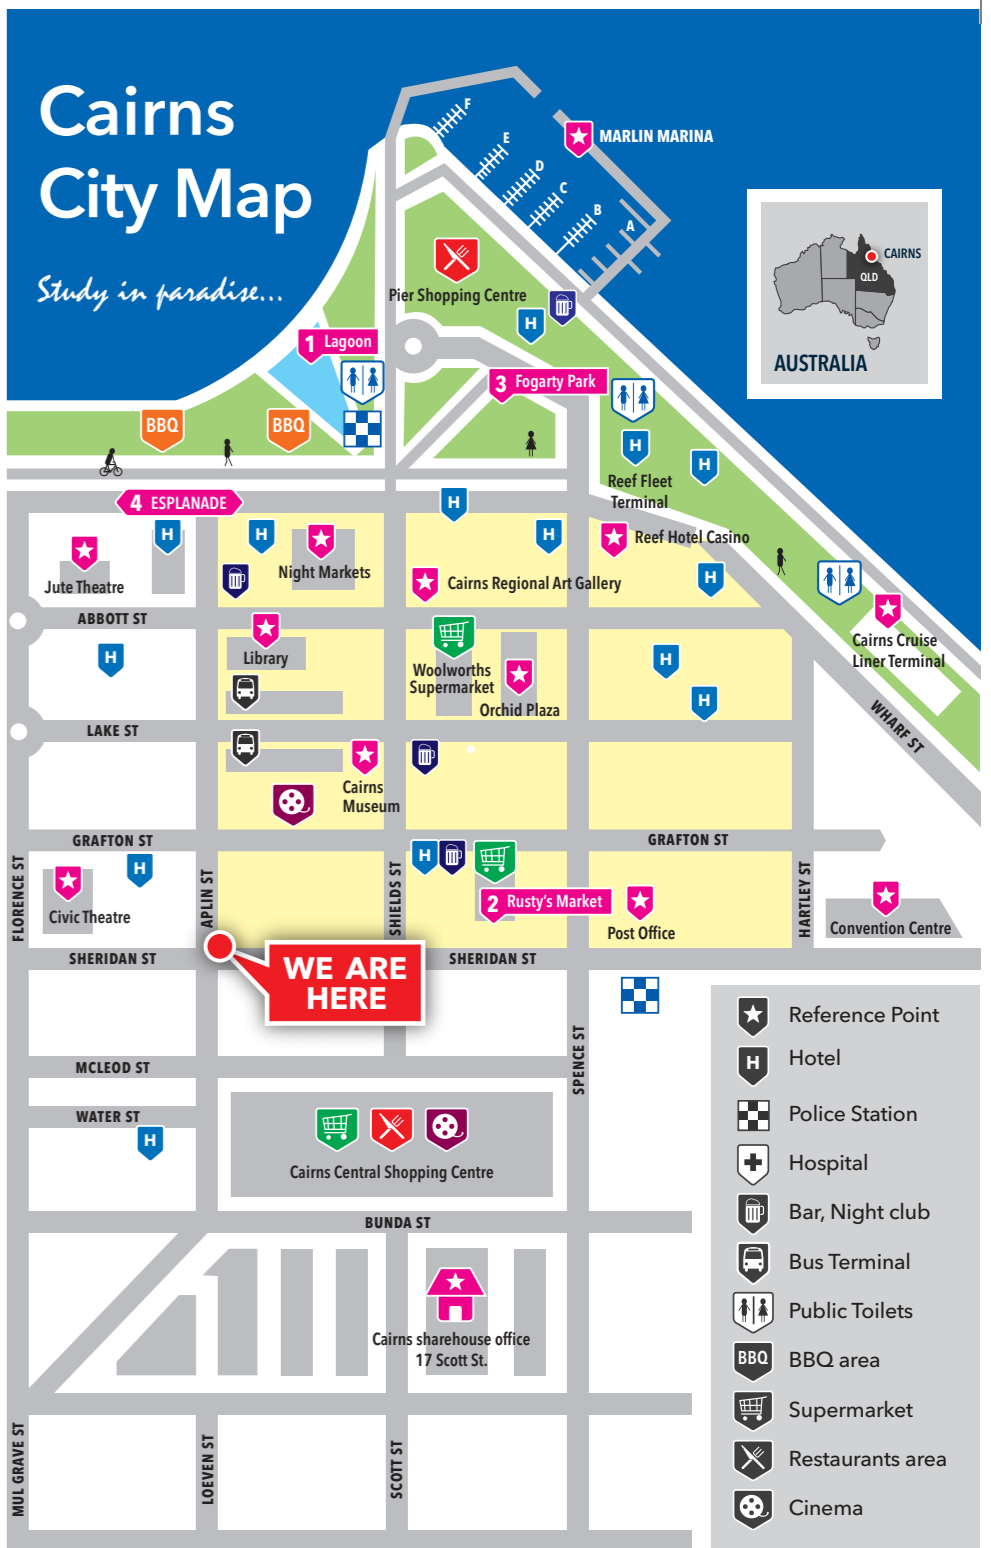 Cairns
City Map
Study in paradise...
F
E
D
C
B
A
MARLIN MARINA
CAIRNS
QLD
AUSTRALIA
Pier Shopping Centre
H
1 Lagoon
3 Fogarty Park
BBQ
BBQ
H
H
Reef Fleet
Terminal
4 ESPLANADE
H
H
H
H
Reef Hotel Casino
Jute Theatre
Night Markets
Cairns Regional Art Gallery
H
ABBOTT ST
Cairns Cruise
Liner Terminal
H
Library
Woolworths
Supermarket
Orchid Plaza
H
H
WHARF ST
LAKE ST
Cairns
Museum
GRAFTON ST
GRAFTON ST
FLORENCE ST
H
APLIN ST
SHIELDS ST
H
HARTLEY ST
Civic Theatre
2 Rusty's Market
Post Office
Convention Centre
SHERIDAN ST
WE ARE
HERE
SHERIDAN ST
SPENCE ST
MCLEOD ST
WATER ST
H
Cairns Central Shopping Centre
BUNDA ST
Cairns sharehouse office
17 Scott St.
MUL GRAVE ST
LOEVEN ST
SCOTT ST
Reference Point
H Hotel
Police Station
Hospital
Bar, Night club
Bus Terminal
Public Toilets
BBQ BBQ area
Supermarket
Restaurants area
Cinema